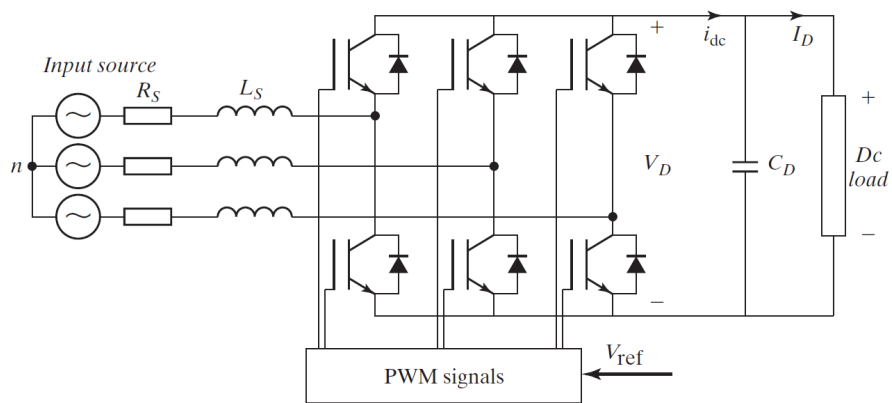 Input source
R_S
L_S
n
+
V_D
−
i_dc
I_D
C_D
+
Dc
load
−
PWM signals
V_ref